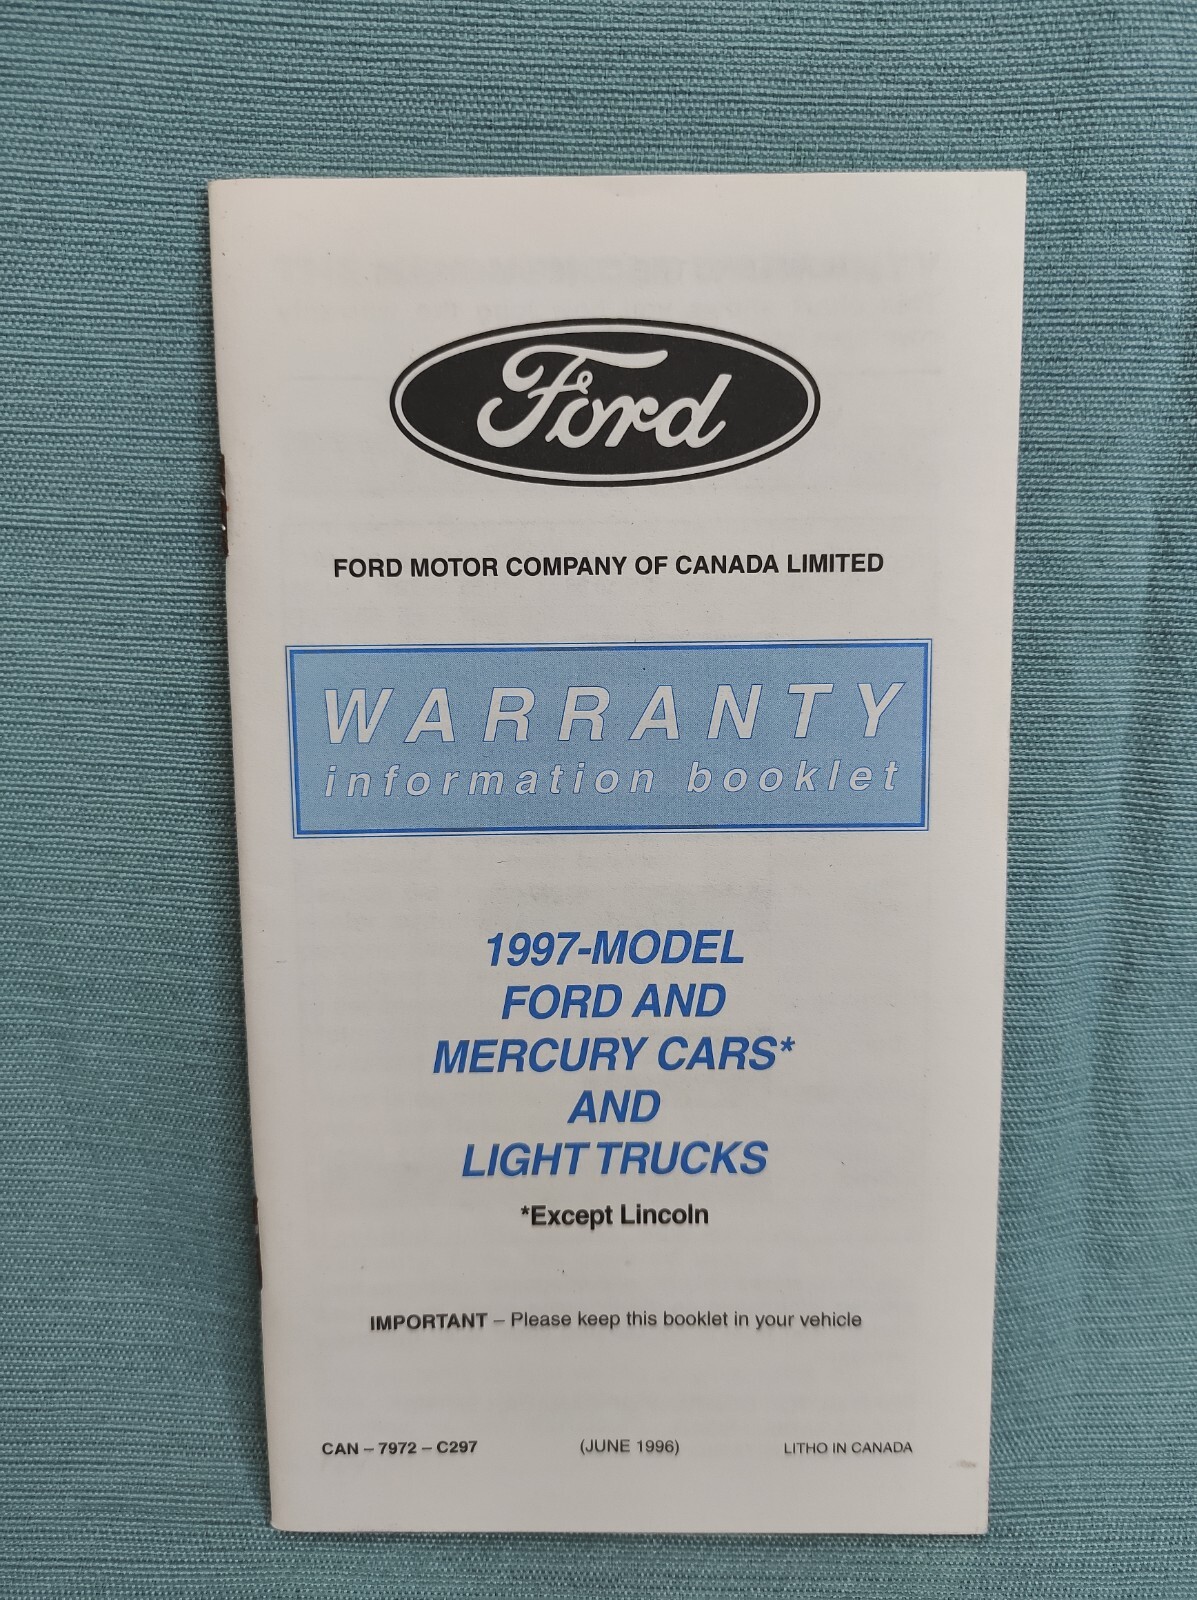 Ford
FORD MOTOR COMPANY OF CANADA LIMITED
WARRANTY
information booklet
1997-MODEL
FORD AND
MERCURY CARS*
AND
LIGHT TRUCKS
*Except Lincoln
IMPORTANT – Please keep this booklet in your vehicle
CAN – 7972 – C297 (JUNE 1996) LITHO IN CANADA